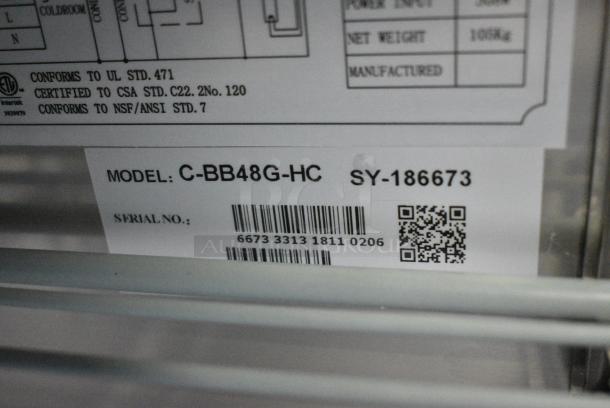 COLDROOM
L
N
POWER INPUT
NET WEIGHT 105Kg
MANUFACTURED
Intertek
CONFORMS TO UL STD. 471
CERTIFIED TO CSA STD. C22. 2No. 120
CONFORMS TO NSF/ANSI STD. 7
MODEL: C-BB48G-HC SY-186673
SERIAL NO.:
6673 3313 1811 0206